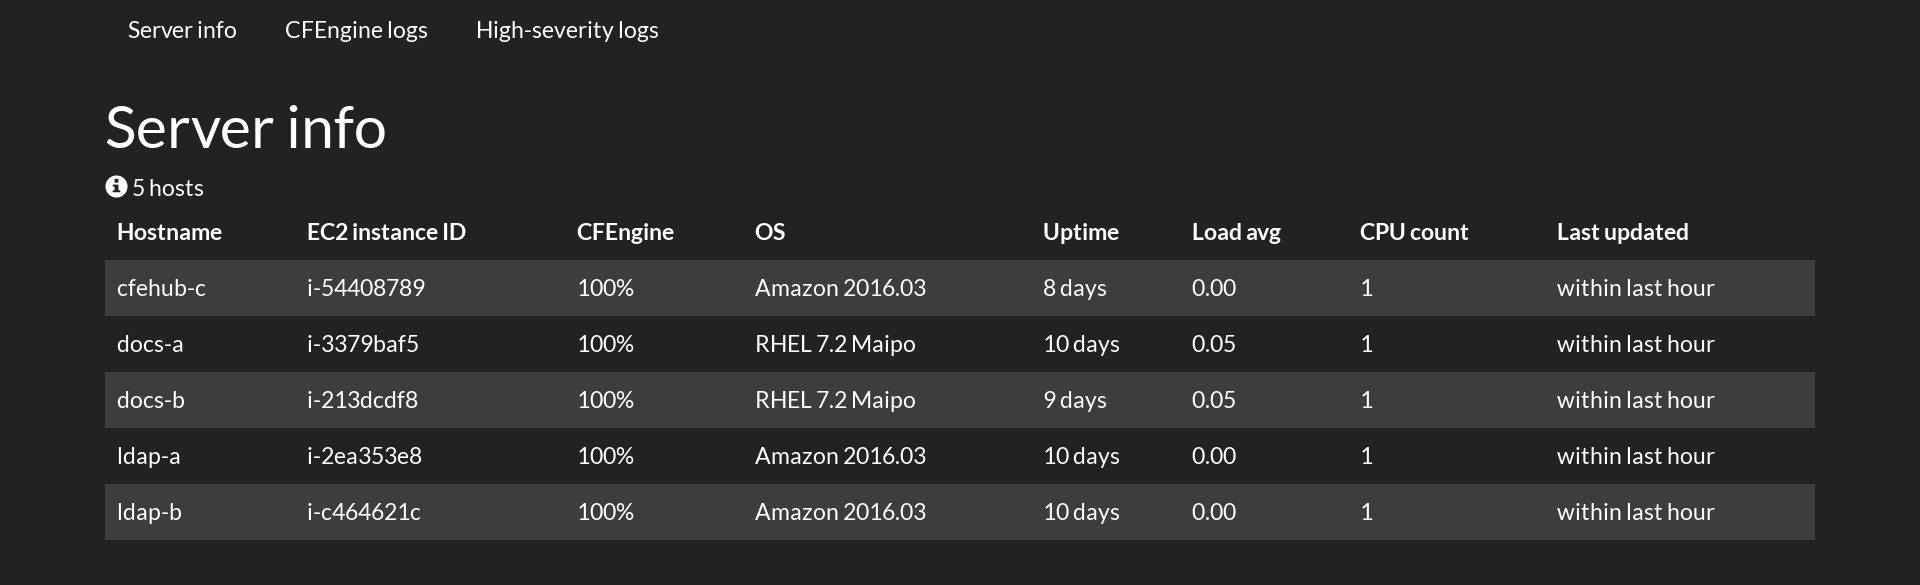 Server info CFEngine logs High-severity logs
Server info
5 hosts
Hostname EC2 instance ID CFEngine OS Uptime Load avg CPU count Last updated
cfehub-c i-54408789 100% Amazon 2016.03 8 days 0.00 1 within last hour
docs-a i-3379baf5 100% RHEL 7.2 Maipo 10 days 0.05 1 within last hour
docs-b i-213dcdf8 100% RHEL 7.2 Maipo 9 days 0.05 1 within last hour
ldap-a i-2ea353e8 100% Amazon 2016.03 10 days 0.00 1 within last hour
ldap-b i-c464621c 100% Amazon 2016.03 10 days 0.00 1 within last hour